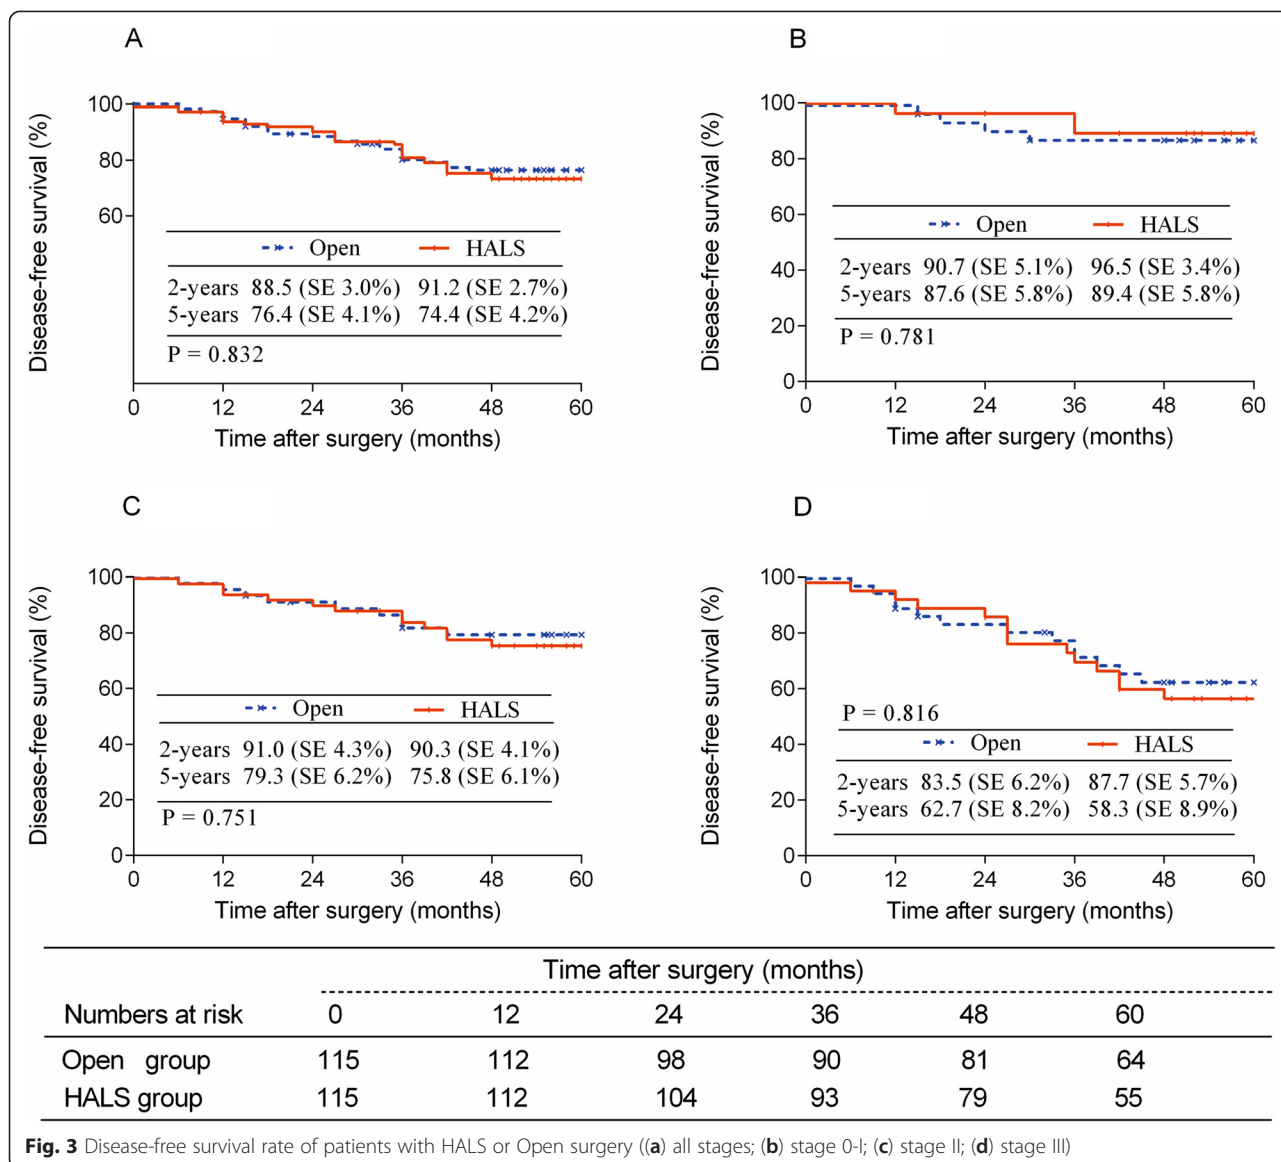 A
Disease-free survival (%)
100
80
60
Open HALS
2-years 88.5 (SE 3.0%) 91.2 (SE 2.7%)
5-years 76.4 (SE 4.1%) 74.4 (SE 4.2%)
P = 0.832
0 12 24 36 48 60
Time after surgery (months)
B
Disease-free survival (%)
100
80
60
40
20
0
Open HALS
2-years 90.7 (SE 5.1%) 96.5 (SE 3.4%)
5-years 87.6 (SE 5.8%) 89.4 (SE 5.8%)
P = 0.781
0 12 24 36 48 60
Time after surgery (months)
C
Disease-free survival (%)
100
80
60
40
20
0
Open HALS
2-years 91.0 (SE 4.3%) 90.3 (SE 4.1%)
5-years 79.3 (SE 6.2%) 75.8 (SE 6.1%)
P = 0.751
0 12 24 36 48 60
Time after surgery (months)
D
Disease-free survival (%)
100
80
60
40
20
0
P = 0.816
Open HALS
2-years 83.5 (SE 6.2%) 87.7 (SE 5.7%)
5-years 62.7 (SE 8.2%) 58.3 (SE 8.9%)
0 12 24 36 48 60
Time after surgery (months)
Time after surgery (months)
Numbers at risk 0 12 24 36 48 60
Open group 115 112 98 90 81 64
HALS group 115 112 104 93 79 55
Fig. 3 Disease-free survival rate of patients with HALS or Open surgery ((a) all stages; (b) stage 0-I; (c) stage II; (d) stage III)